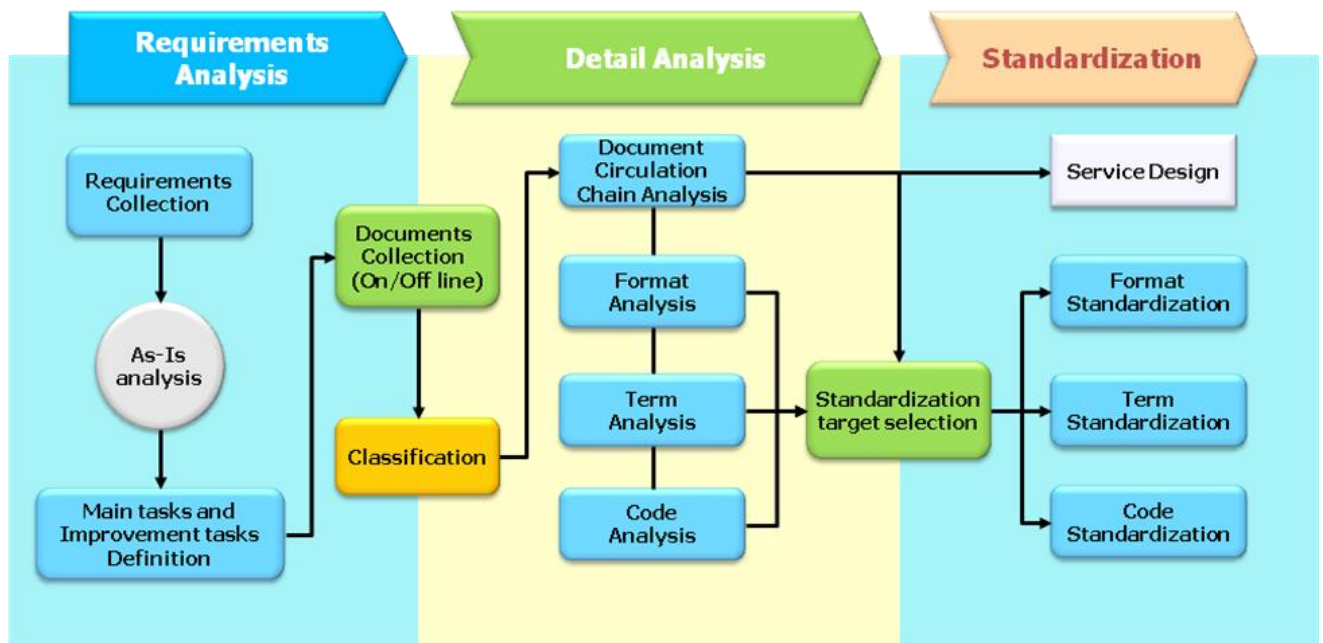 Requirements
Analysis
Detail Analysis
Standardization
Requirements
Collection
As-Is
analysis
Main tasks and
Improvement tasks
Definition
Documents
Collection
(On/Off line)
Classification
Document
Circulation
Chain Analysis
Format
Analysis
Term
Analysis
Code
Analysis
Standardization
target selection
Service Design
Format
Standardization
Term
Standardization
Code
Standardization